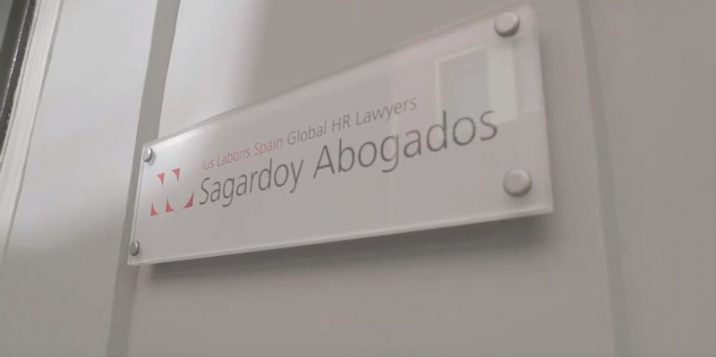 Ius Laboris Spain Global HR Lawyers
Sagardoy Abogados